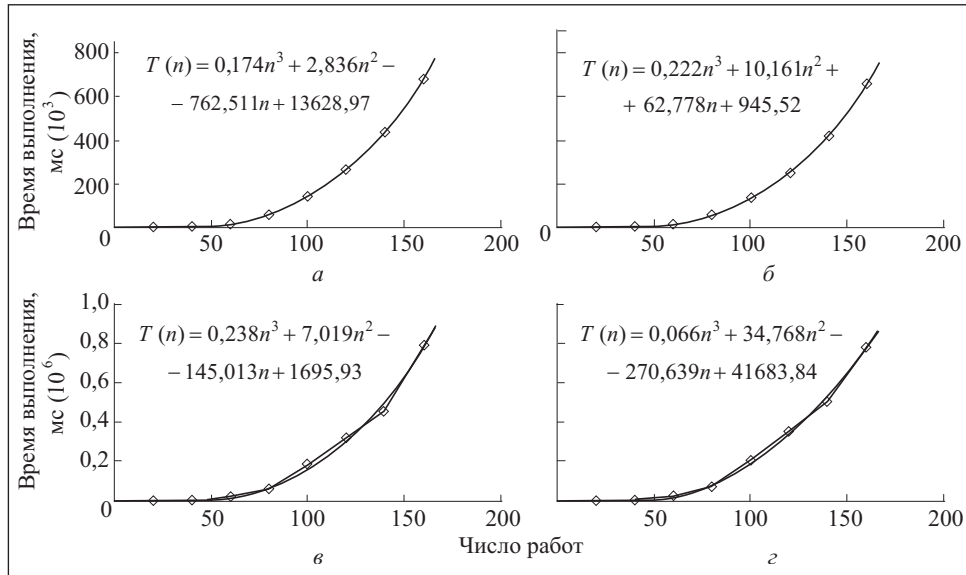 Время выполнения,
мс (10³)
800
600
400
200
0
T (n) = 0,174n³ + 2,836n² −
− 762,511n + 13628,97
50
100
150
200
а
T (n) = 0,222n³ + 10,161n² +
+ 62,778n + 945,52
0
50
100
150
200
б
Время выполнения,
мс (10⁶)
1,0
0,8
0,6
0,4
0,2
0
T (n) = 0,238n³ + 7,019n² −
− 145,013n + 1695,93
50
100
150
200
в
T (n) = 0,066n³ + 34,768n² −
− 270,639n + 41683,84
0
50
100
150
200
г
Число работ